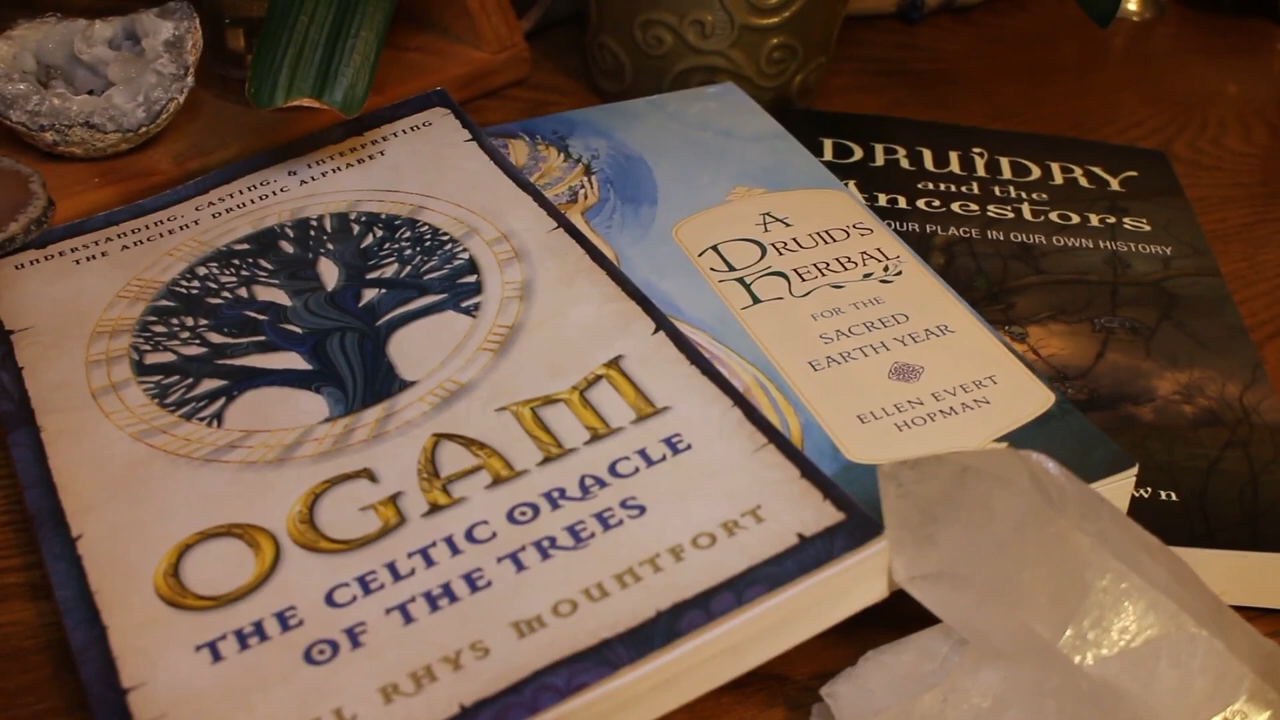 UNDERSTANDING, CASTING, & INTERPRETING
THE ANCIENT DRUIDIC ALPHABET
OGAM
THE CELTIC ORACLE
OF THE TREES
RHYS MOUNTFORT
A
DRUID'S
HERBAL
FOR THE
SACRED
EARTH YEAR
ELLEN EVERT
HOPMAN
DRUIDRY
and the
Ancestors
OUR PLACE IN OUR OWN HISTORY